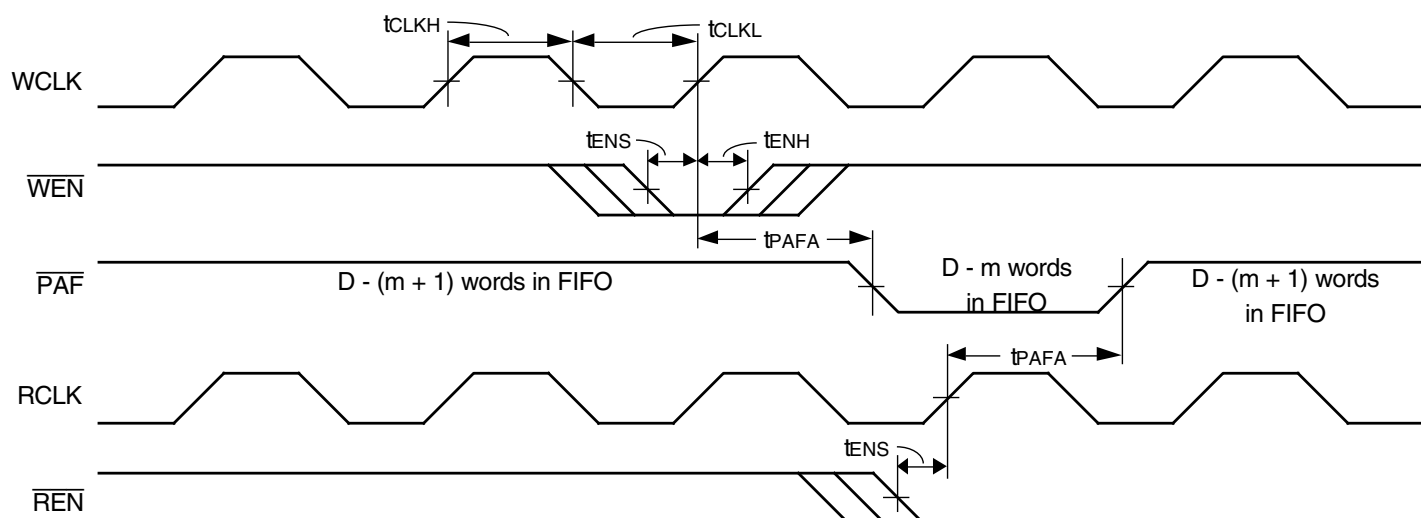 tCLKH tCLKL
WCLK
tENS tENH
WEN
tPAFA
PAF
D - (m + 1) words in FIFO
D - m words
in FIFO
D - (m + 1) words
in FIFO
tPAFA
RCLK
tENS
REN